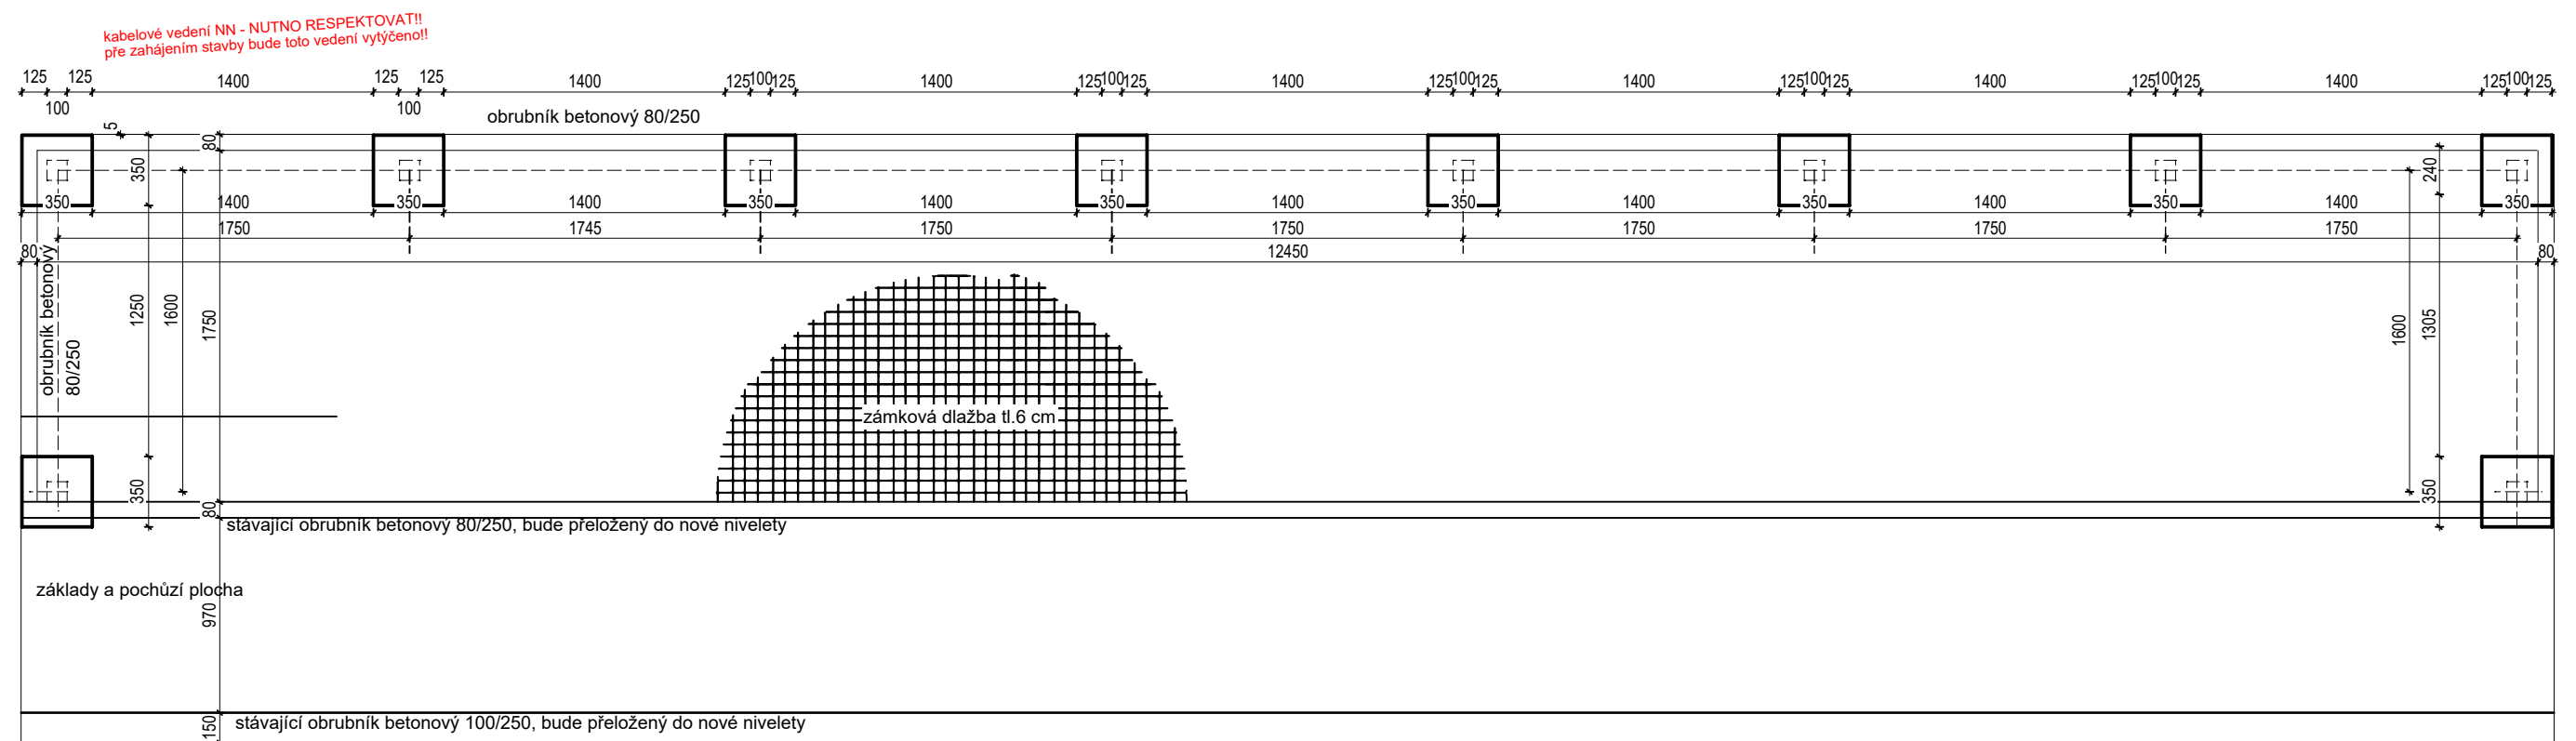 kabelové vedení NN - NUTNO RESPEKTOVAT!!
pře zahájením stavby bude toto vedení vytýčeno!!
125 125 1400 125 125 1400 125 100 125 1400 125 100 125 1400 125 100 125 1400 125 100 125 1400 125 100 125 1400 125 100 125
100 100
obrubník betonový 80/250
5
80
350
240
350 1400 350 1400 350 1400 350 1400 350 1400 350 1400 350 1400 350
1750 1745 1750 1750 1750 1750 1750
80 12450 80
obrubník betonový
80/250
1250
1600
1750
1600
1305
zámková dlažba tl.6 cm
350
80
350
stávající obrubník betonový 80/250, bude přeložený do nové nivelety
základy a pochůzí plocha
970
150
stávající obrubník betonový 100/250, bude přeložený do nové nivelety